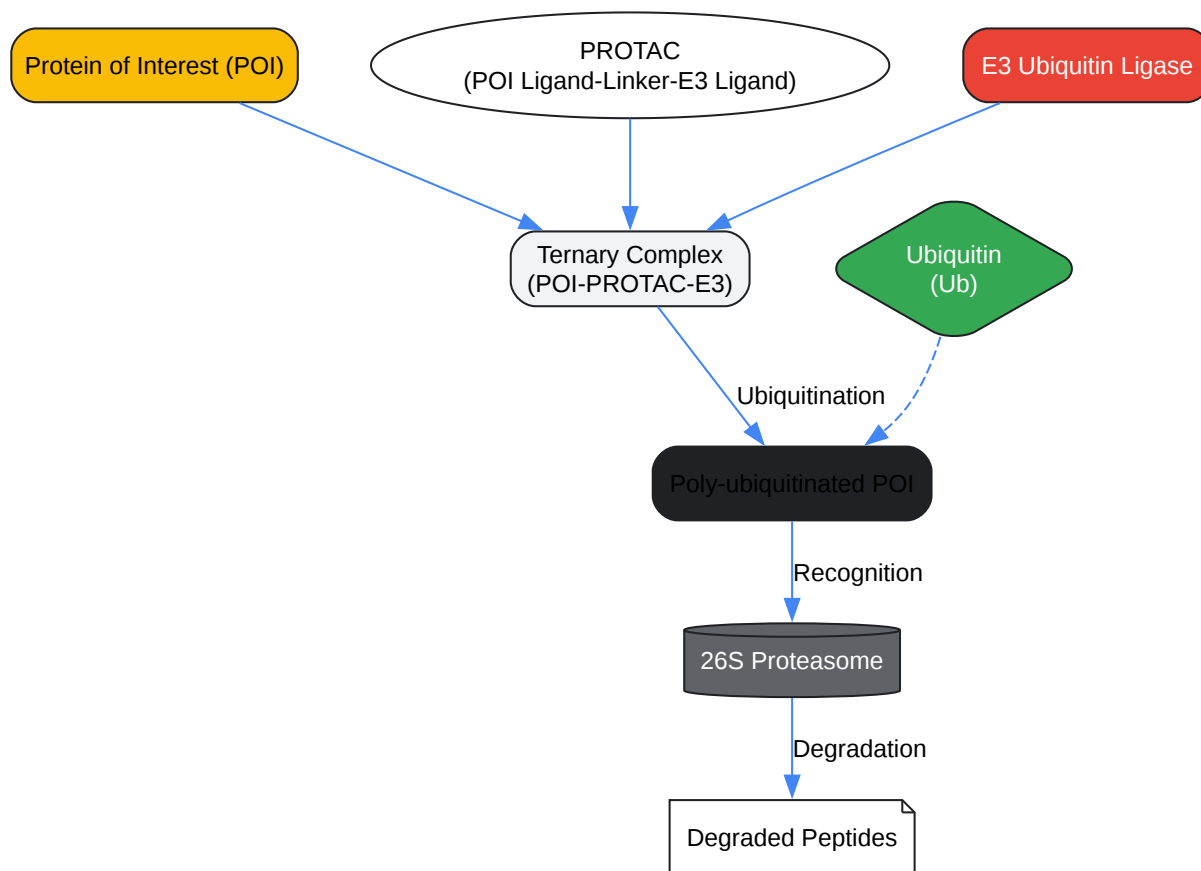 Protein of Interest (POI)
PROTAC
(POI Ligand-Linker-E3 Ligand)
E3 Ubiquitin Ligase
Ternary Complex
(POI-PROTAC-E3)
Ubiquitin
(Ub)
Ubiquitination
Poly-ubiquitinated POI
Recognition
26S Proteasome
Degradation
Degraded Peptides